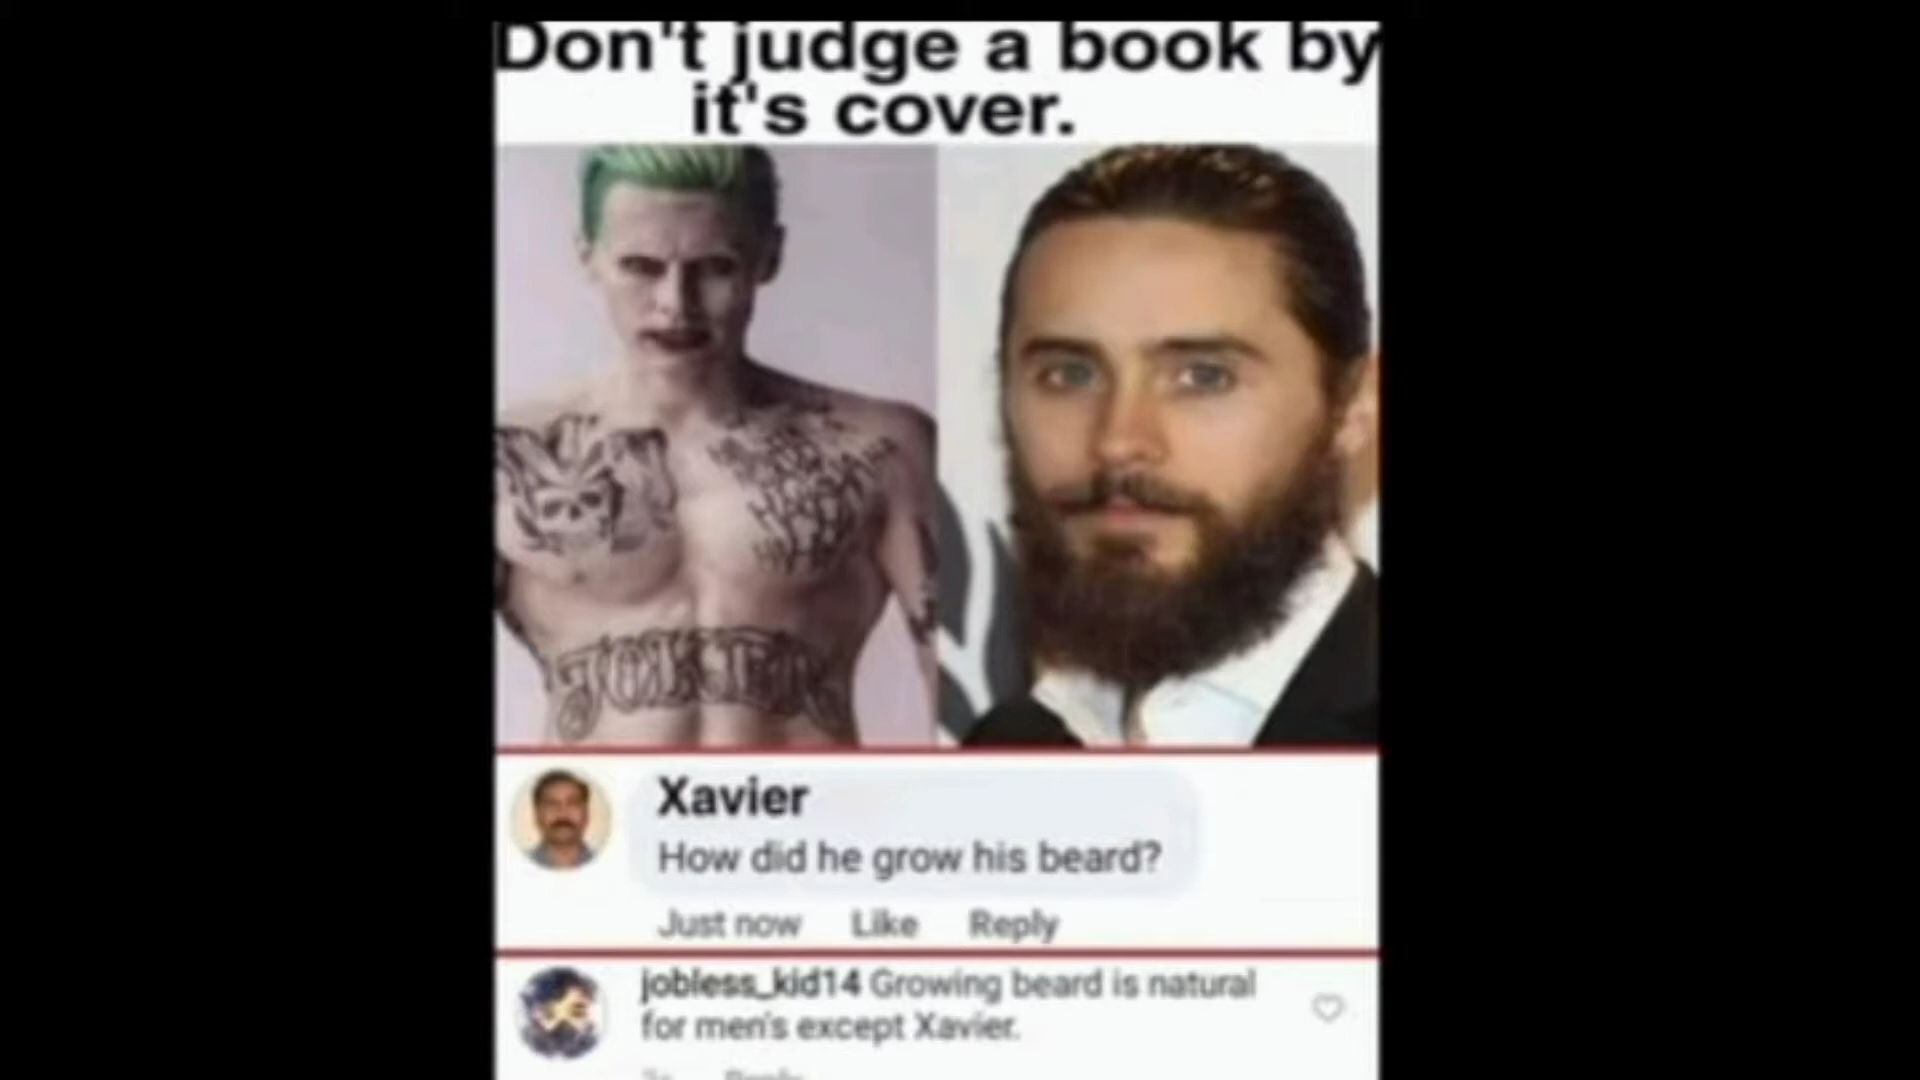 Don't judge a book by
it's cover.
JOKER
Xavier
How did he grow his beard?
Just now Like Reply
jobless_kid14 Growing beard is natural
for men's except Xavier.
Reply